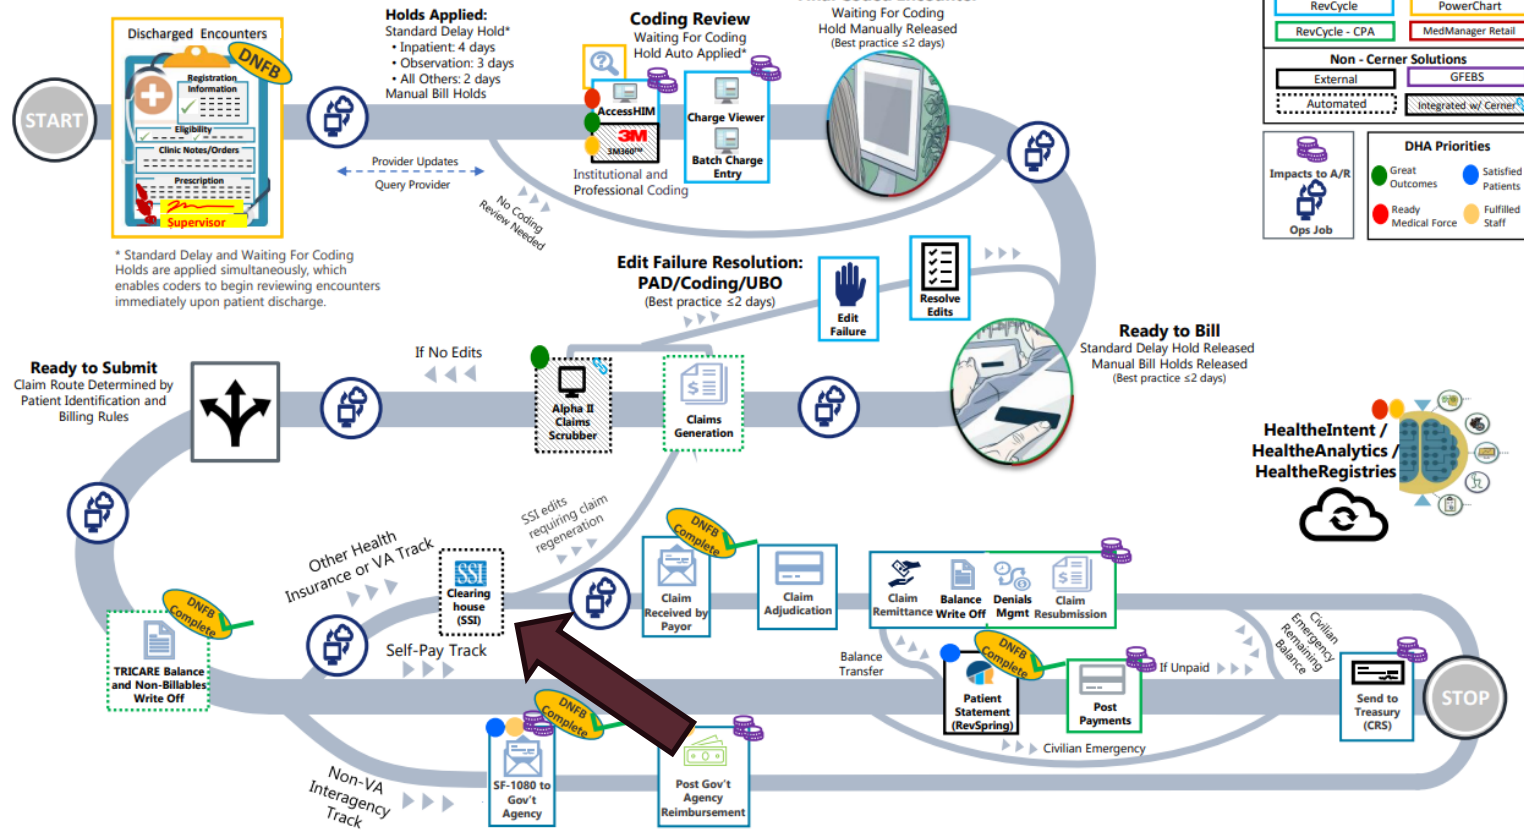 Discharged Encounters
DNFB
Registration
Information
Eligibility
Clinic Notes/Orders
Prescription
Supervisor
START
* Standard Delay and Waiting For Coding
Holds are applied simultaneously, which
enables coders to begin reviewing encounters
immediately upon patient discharge.
Holds Applied:
Standard Delay Hold*
• Inpatient: 4 days
• Observation: 3 days
• All Others: 2 days
Manual Bill Holds
Provider Updates
Query Provider
No Coding
Review Needed
Coding Review
Waiting For Coding
Hold Auto Applied*
AccessHIM
3M
3M360™
Institutional and
Professional Coding
Charge Viewer
Batch Charge
Entry
Waiting For Coding
Hold Manually Released
(Best practice ≤2 days)
RevCycle
PowerChart
RevCycle - CPA
MedManager Retail
Non - Cerner Solutions
External
GFEBS
Automated
Integrated w/ Cerner
Impacts to A/R
Ops Job
DHA Priorities
Great
Outcomes
Satisfied
Patients
Ready
Medical Force
Fulfilled
Staff
Edit Failure Resolution:
PAD/Coding/UBO
(Best practice ≤2 days)
Edit
Failure
Resolve
Edits
Ready to Bill
Standard Delay Hold Released
Manual Bill Holds Released
(Best practice ≤2 days)
Ready to Submit
Claim Route Determined by
Patient Identification and
Billing Rules
If No Edits
Alpha II
Claims
Scrubber
Claims
Generation
HealtheIntent /
HealtheAnalytics /
HealtheRegistries
SSI edits
requiring claim
regeneration
Other Health
Insurance or VA Track
SSI
Clearing
house
(SSI)
Self-Pay Track
DNFB
Complete
TRICARE Balance
and Non-Billables
Write Off
DNFB
Complete
Claim
Received by
Payor
Claim
Adjudication
Claim
Remittance
Balance
Write Off
Denials
Mgmt
Claim
Resubmission
Balance
Transfer
DNFB
Complete
Patient
Statement
(RevSpring)
Post
Payments
If Unpaid
Civilian
Emergency
Remaining
Balance
Civilian Emergency
Send to
Treasury
(CRS)
STOP
Non-VA
Interagency
Track
DNFB
Complete
SF-1080 to
Gov't
Agency
Post Gov't
Agency
Reimbursement